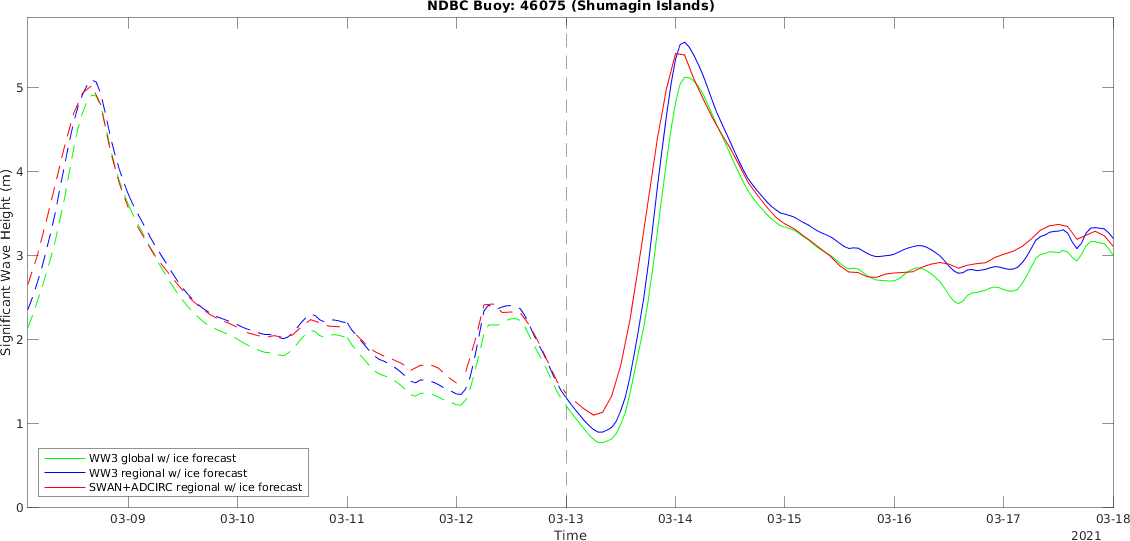 NDBC Buoy: 46075 (Shumagin Islands)
Significant Wave Height (m)
5
4
3
2
1
0
WW3 global w/ ice forecast
WW3 regional w/ ice forecast
SWAN+ADCIRC regional w/ ice forecast
03-09 03-10 03-11 03-12 03-13 03-14 03-15 03-16 03-17 03-18
Time
2021